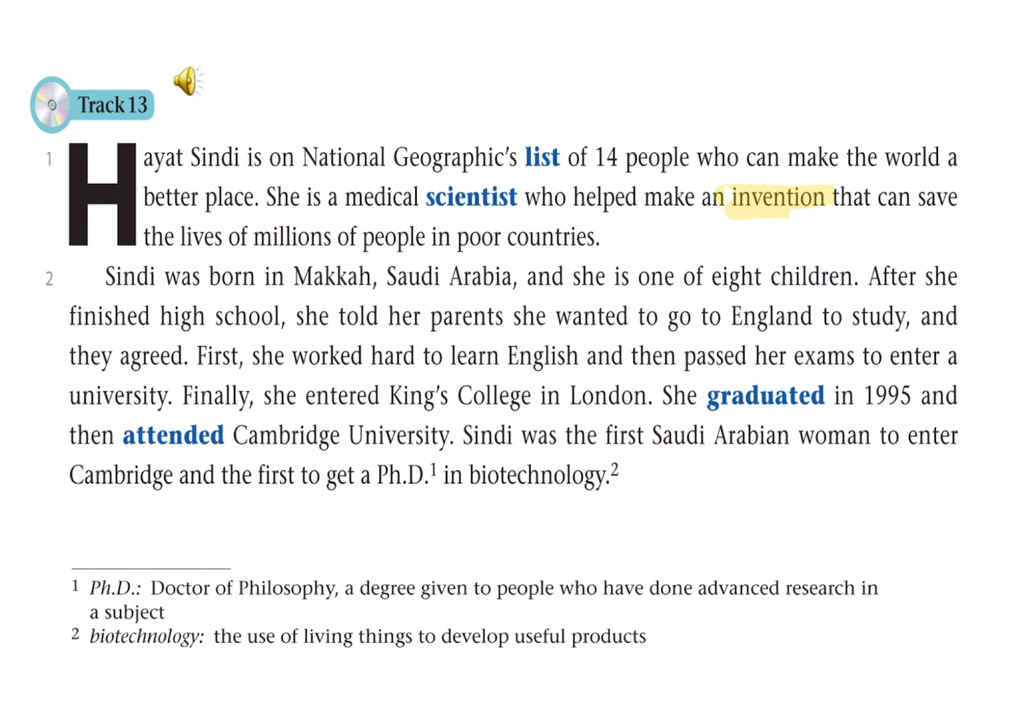 Track 13
1 Hayat Sindi is on National Geographic's list of 14 people who can make the world a
better place. She is a medical scientist who helped make an invention that can save
the lives of millions of people in poor countries.
2 Sindi was born in Makkah, Saudi Arabia, and she is one of eight children. After she
finished high school, she told her parents she wanted to go to England to study, and
they agreed. First, she worked hard to learn English and then passed her exams to enter a
university. Finally, she entered King's College in London. She graduated in 1995 and
then attended Cambridge University. Sindi was the first Saudi Arabian woman to enter
Cambridge and the first to get a Ph.D.¹ in biotechnology.²
1 Ph.D.: Doctor of Philosophy, a degree given to people who have done advanced research in
a subject
2 biotechnology: the use of living things to develop useful products